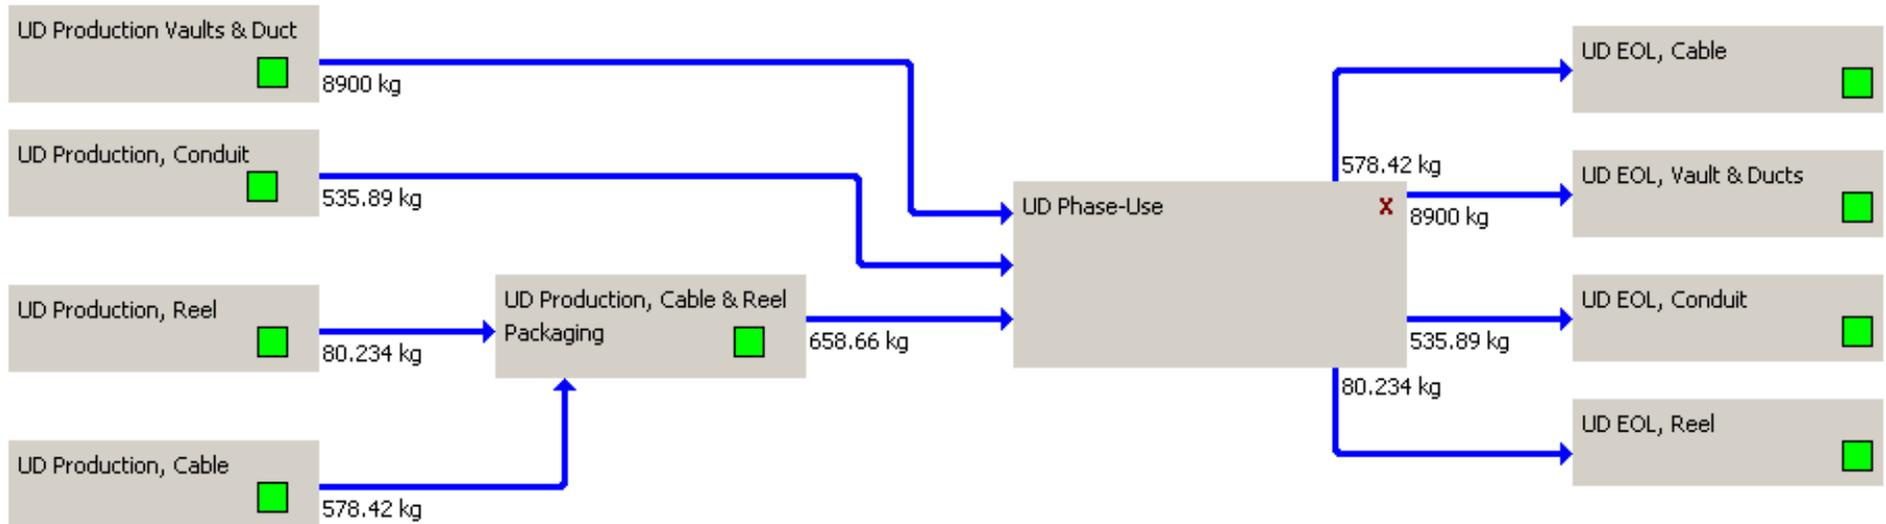 UD Production Vaults & Duct
8900 kg
UD Production, Conduit
535.89 kg
UD Production, Reel
80.234 kg
UD Production, Cable
578.42 kg
UD Production, Cable & Reel
Packaging
658.66 kg
UD Phase-Use
x
578.42 kg
8900 kg
535.89 kg
80.234 kg
UD EOL, Cable
UD EOL, Vault & Ducts
UD EOL, Conduit
UD EOL, Reel